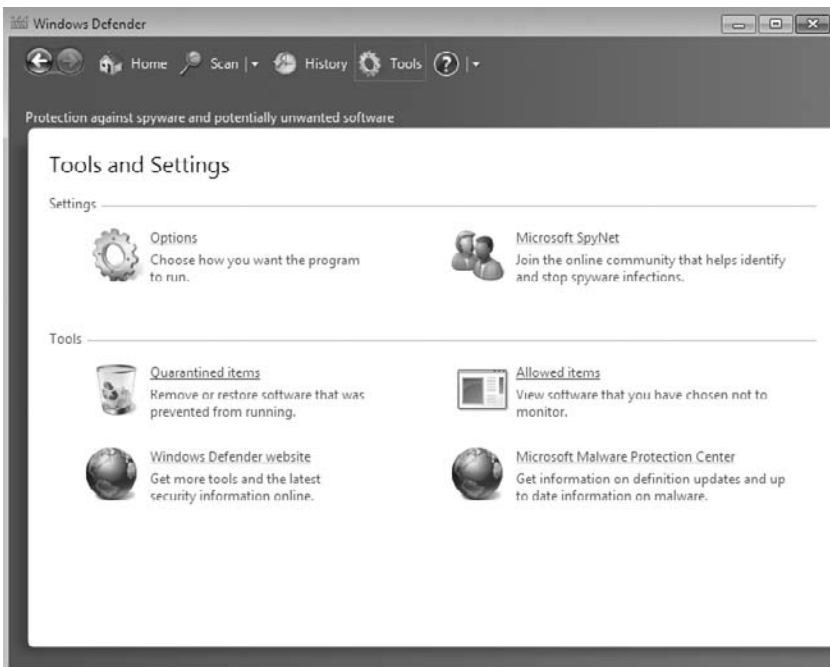 Windows Defender
Home Scan History Tools ?
Protection against spyware and potentially unwanted software
Tools and Settings
Settings
Options
Choose how you want the program
to run.
Microsoft SpyNet
Join the online community that helps identify
and stop spyware infections.
Tools
Quarantined items
Remove or restore software that was
prevented from running.
Allowed items
View software that you have chosen not to
monitor.
Windows Defender website
Get more tools and the latest
security information online.
Microsoft Malware Protection Center
Get information on definition updates and up
to date information on malware.